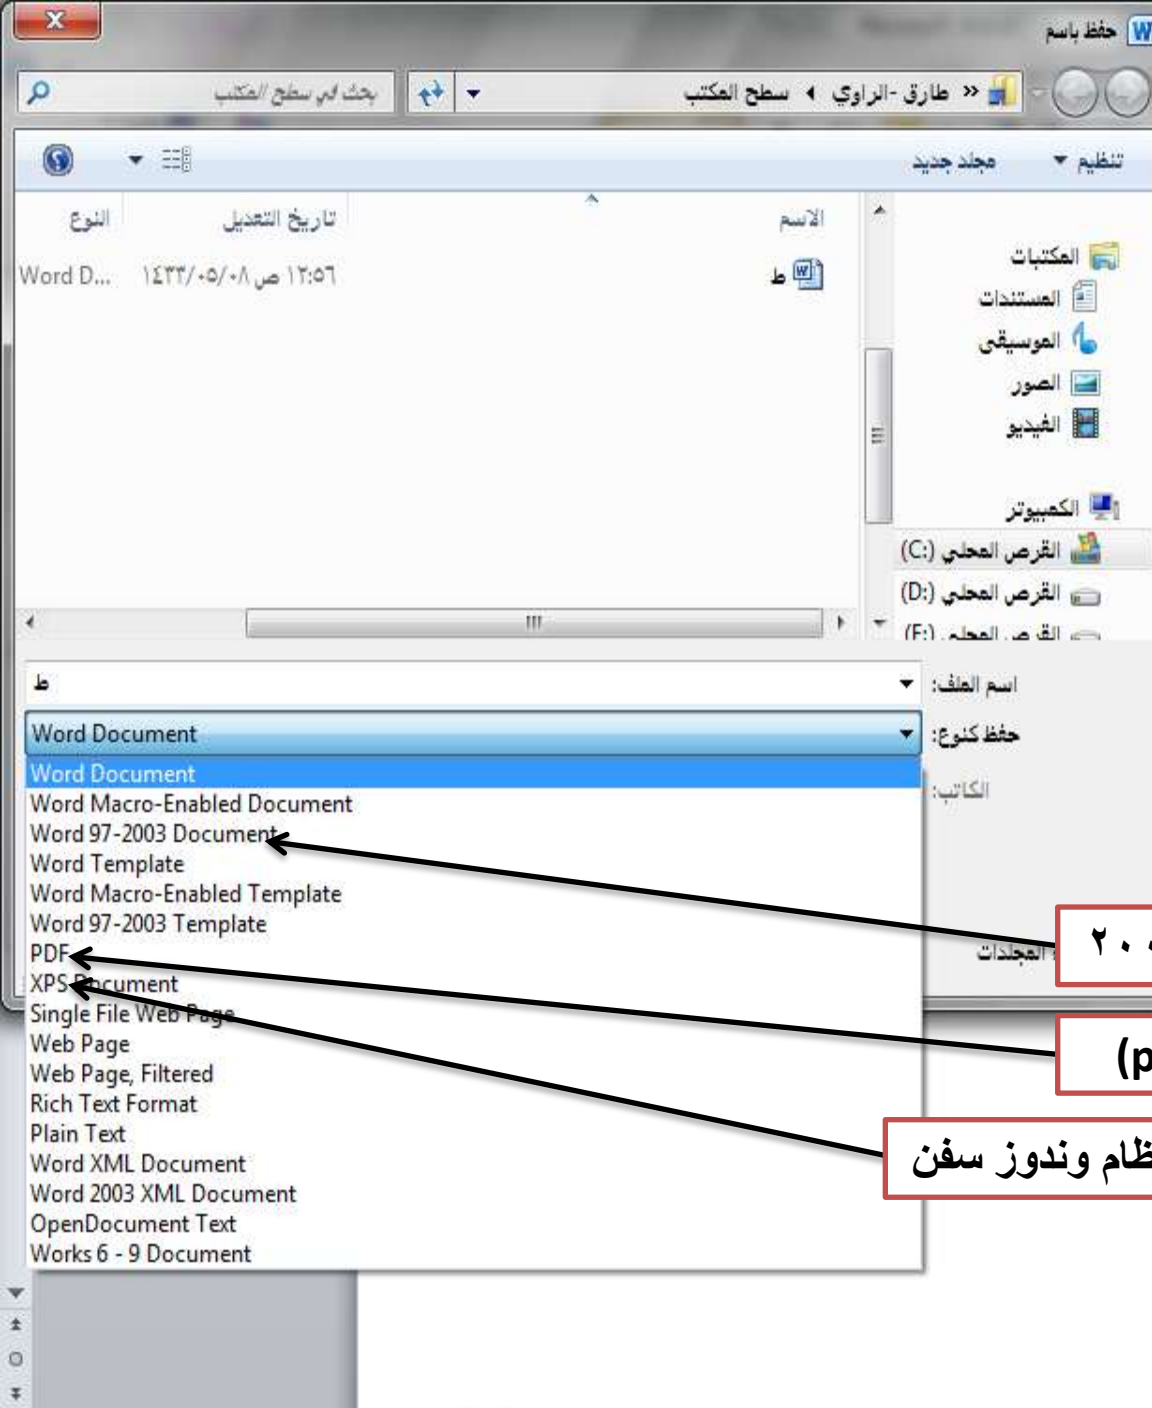 حفظ باسم
طارق -الراوي سطح المكتب
بحث في سطح المكتب
تنظيم مجلد جديد
المكتبات
المستندات
الموسيقى
الصور
الفيديو
الكمبيوتر
القرص المحلي (C:)
القرص المحلي (D:)
القرص المحلي (E:)
الاسم تاريخ التعديل النوع
ط ١٢:٥٦ ص ١٤٣٣/٠٥/٠٨ Word D...
اسم الملف: ط
حفظ كنوع: Word Document
الكاتب:
Word Document
Word Macro-Enabled Document
Word 97-2003 Document
Word Template
Word Macro-Enabled Template
Word 97-2003 Template
PDF
XPS Document
Single File Web Page
Web Page
Web Page, Filtered
Rich Text Format
Plain Text
Word XML Document
Word 2003 XML Document
OpenDocument Text
Works 6 - 9 Document
المجلدات
وندوز سفن